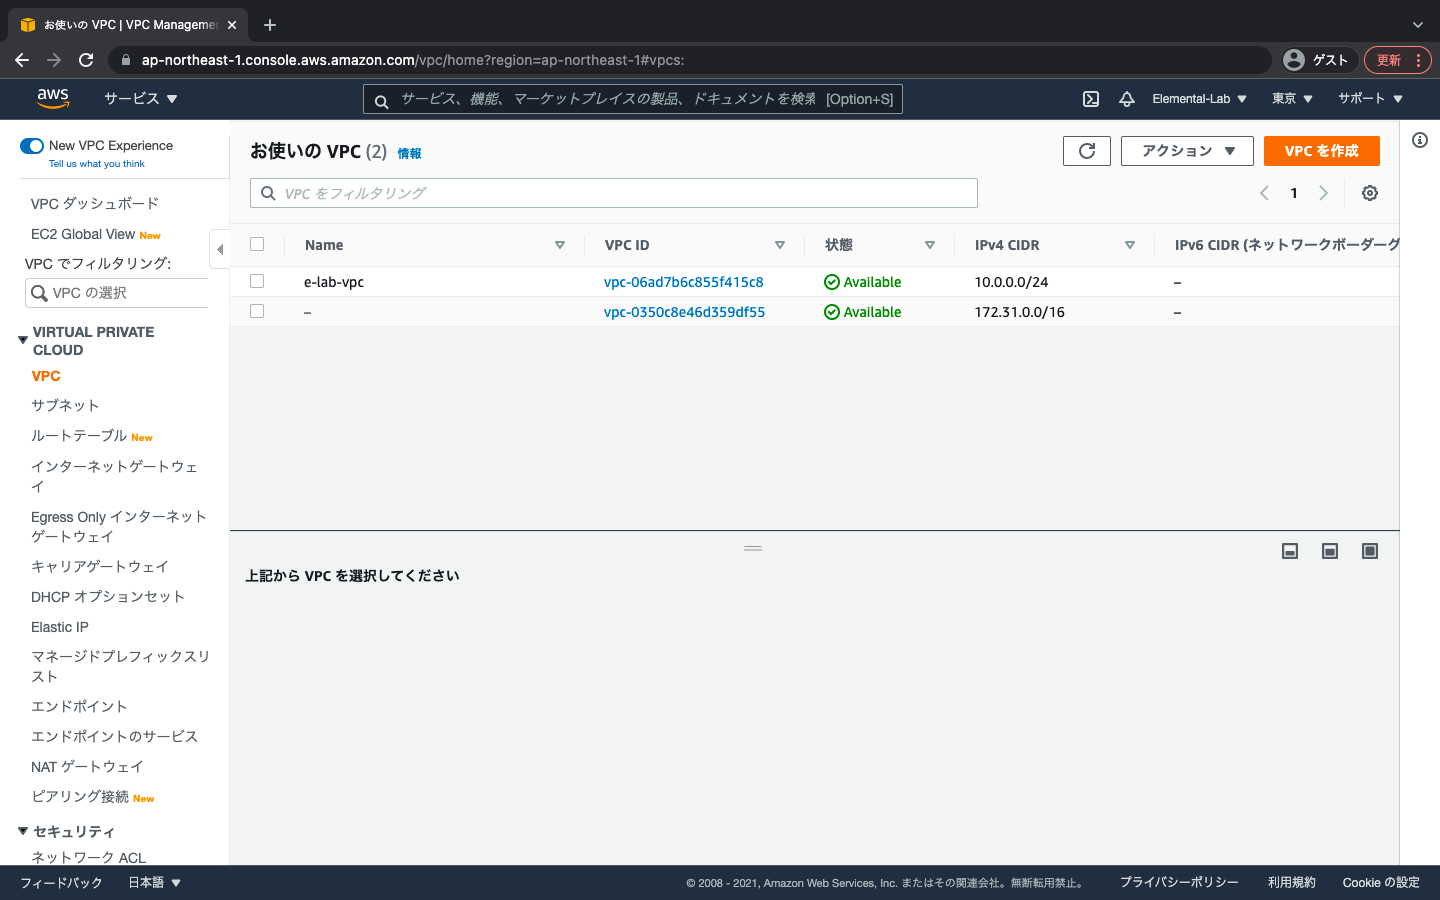 お使いの VPC | VPC Manageme
ap-northeast-1.console.aws.amazon.com/vpc/home?region=ap-northeast-1#vpcs:
ゲスト
更新
aws
サービス
サービス、機能、マーケットプレイスの製品、ドキュメントを検索 [Option+S]
Elemental-Lab
東京
サポート
New VPC Experience
Tell us what you think
VPC ダッシュボード
EC2 Global View New
VPC でフィルタリング:
VPC の選択
VIRTUAL PRIVATE
CLOUD
VPC
サブネット
ルートテーブル New
インターネットゲートウェ
イ
Egress Only インターネット
ゲートウェイ
キャリアゲートウェイ
DHCP オプションセット
Elastic IP
マネージドプレフィックスリ
スト
エンドポイント
エンドポイントのサービス
NAT ゲートウェイ
ピアリング接続 New
セキュリティ
ネットワーク ACL
お使いの VPC (2) 情報
アクション
VPC を作成
VPC をフィルタリング
1
Name VPC ID 状態 IPv4 CIDR IPv6 CIDR (ネットワークボーダーグ
e-lab-vpc vpc-06ad7b6c855f415c8 Available 10.0.0.0/24 –
– vpc-0350c8e46d359df55 Available 172.31.0.0/16 –
上記から VPC を選択してください
フィードバック
日本語
© 2008 - 2021, Amazon Web Services, Inc. またはその関連会社。無断転用禁止。
プライバシーポリシー
利用規約
Cookie の設定